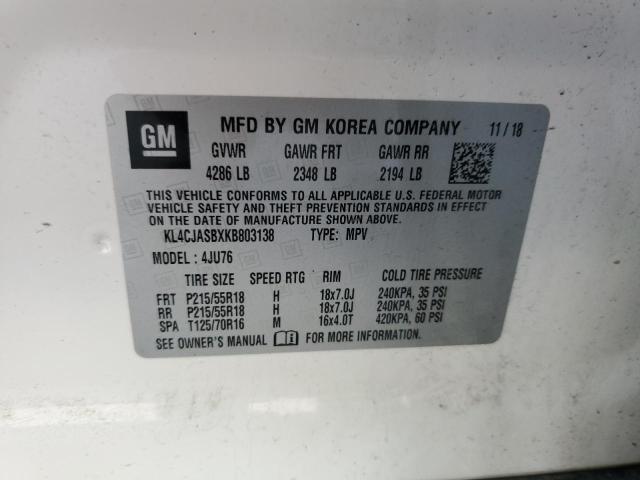 GM MFD BY GM KOREA COMPANY 11/18
GVWR GAWR FRT GAWR RR
4286 LB 2348 LB 2194 LB
THIS VEHICLE CONFORMS TO ALL APPLICABLE U.S. FEDERAL MOTOR
VEHICLE SAFETY AND THEFT PREVENTION STANDARDS IN EFFECT
ON THE DATE OF MANUFACTURE SHOWN ABOVE.
KL4CJASBXKB803138 TYPE: MPV
MODEL : 4JU76
TIRE SIZE SPEED RTG RIM COLD TIRE PRESSURE
FRT P215/55R18 H 18x7.0J 240KPA, 35 PSI
RR P215/55R18 H 18x7.0J 240KPA, 35 PSI
SPA T125/70R16 M 16x4.0T 420KPA, 60 PSI
SEE OWNER'S MANUAL FOR MORE INFORMATION